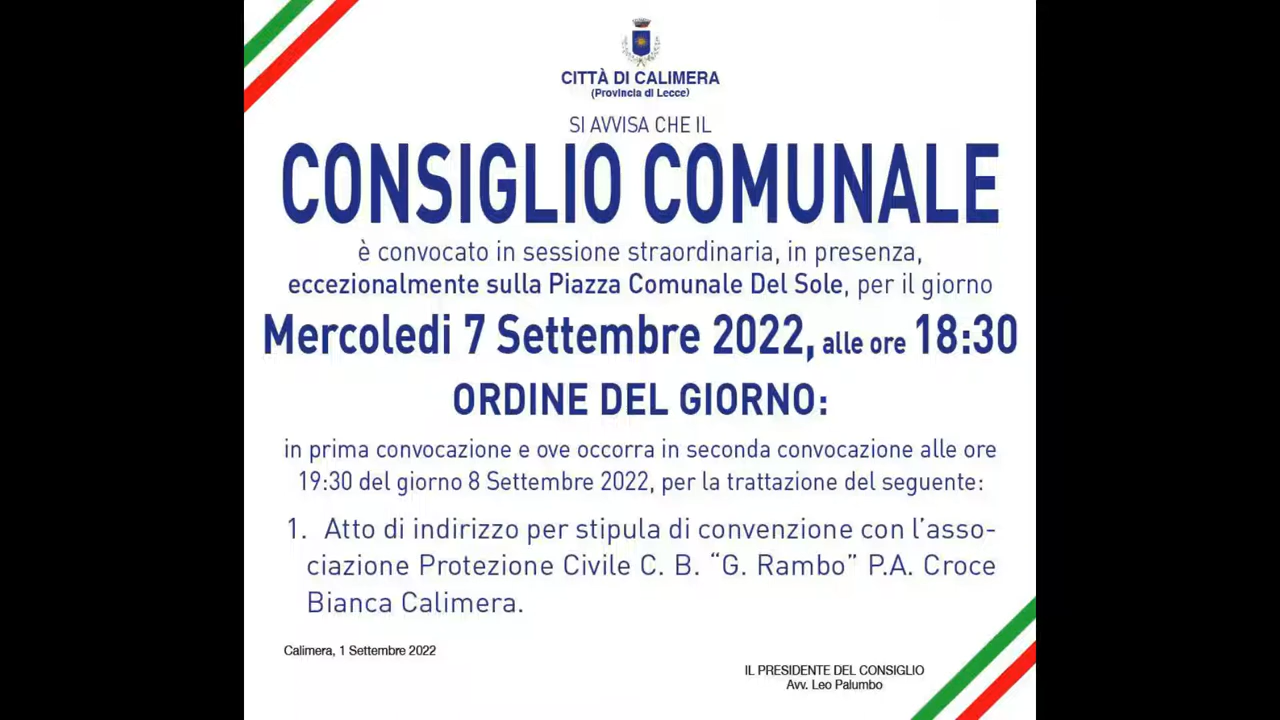 CITTÀ DI CALIMERA
(Provincia di Lecce)
SI AVVISA CHE IL
CONSIGLIO COMUNALE
è convocato in sessione straordinaria, in presenza,
eccezionalmente sulla Piazza Comunale Del Sole, per il giorno
Mercoledi 7 Settembre 2022, alle ore 18:30
ORDINE DEL GIORNO:
in prima convocazione e ove occorra in seconda convocazione alle ore
19:30 del giorno 8 Settembre 2022, per la trattazione del seguente:
1. Atto di indirizzo per stipula di convenzione con l'asso-
ciazione Protezione Civile C. B. “G. Rambo” P.A. Croce
Bianca Calimera.
Calimera, 1 Settembre 2022
IL PRESIDENTE DEL CONSIGLIO
Avv. Leo Palumbo